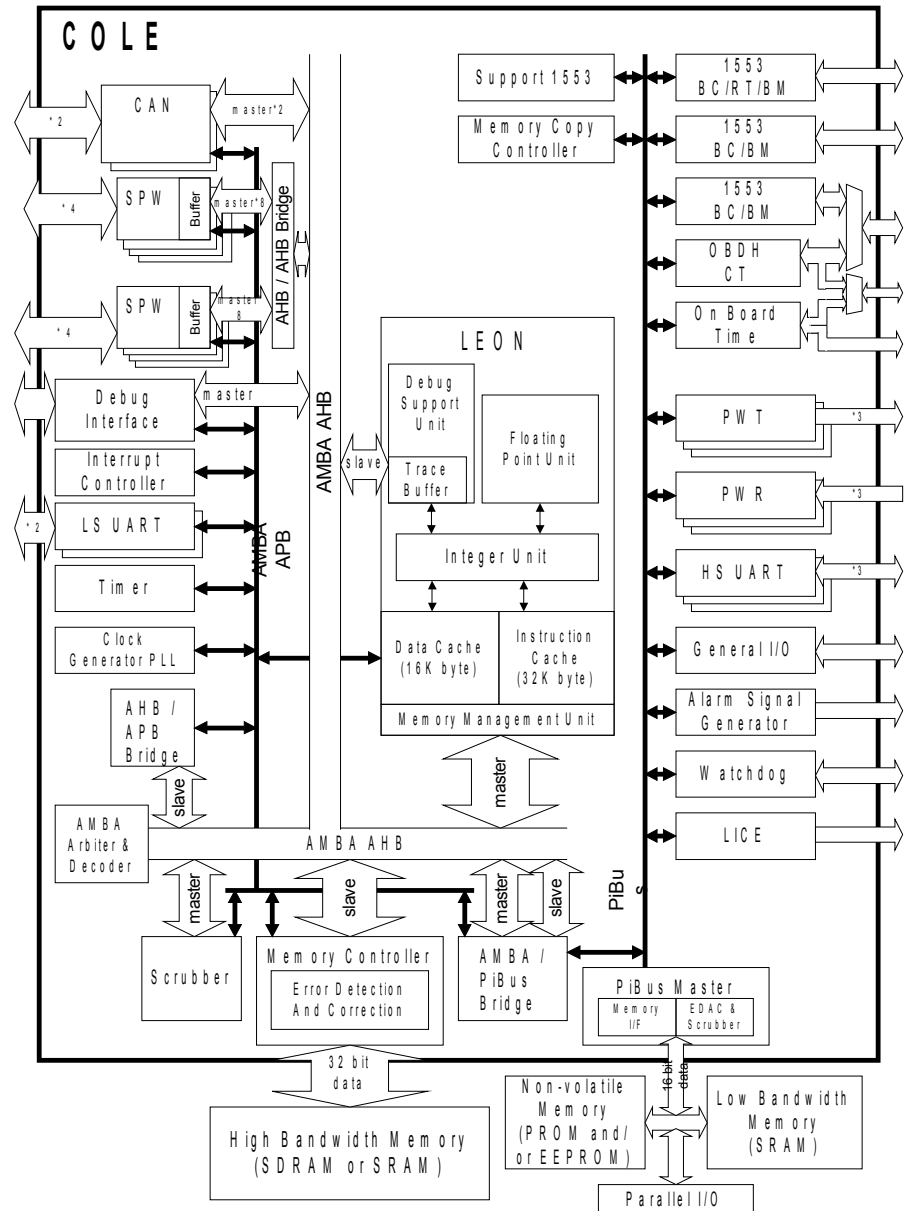 COLE
CAN
*2
master*2
SPW
Buffer
*4
master*8
AHB / AHB Bridge
SPW
Buffer
*4
master
8
Debug
Interface
master
Interrupt
Controller
LS UART
*2
AMBA
APB
Timer
Clock
Generator PLL
AHB /
APB
Bridge
slave
AMBA
Arbiter &
Decoder
AMBA AHB
AMBA AHB
LEON
Debug
Support
Unit
Trace
Buffer
slave
Floating
Point Unit
Integer Unit
Data Cache
(16K byte)
Instruction
Cache
(32K byte)
Memory Management Unit
master
master
slave
master
slave
Scrubber
Memory Controller
Error Detection
And Correction
AMBA /
PiBus
Bridge
Support 1553
Memory Copy
Controller
1553
BC/RT/BM
1553
BC/BM
1553
BC/BM
OBDH
CT
On Board
Time
PWT
*3
PWR
*3
HS UART
*3
General I/O
Alarm Signal
Generator
Watchdog
LICE
PiBu
s
PiBus Master
Memory
I/F
EDAC &
Scrubber
32 bit
data
16 bit
data
High Bandwidth Memory
(SDRAM or SRAM)
Non-volatile
Memory
(PROM and/
or EEPROM)
Low Bandwidth
Memory
(SRAM)
Parallel I/O